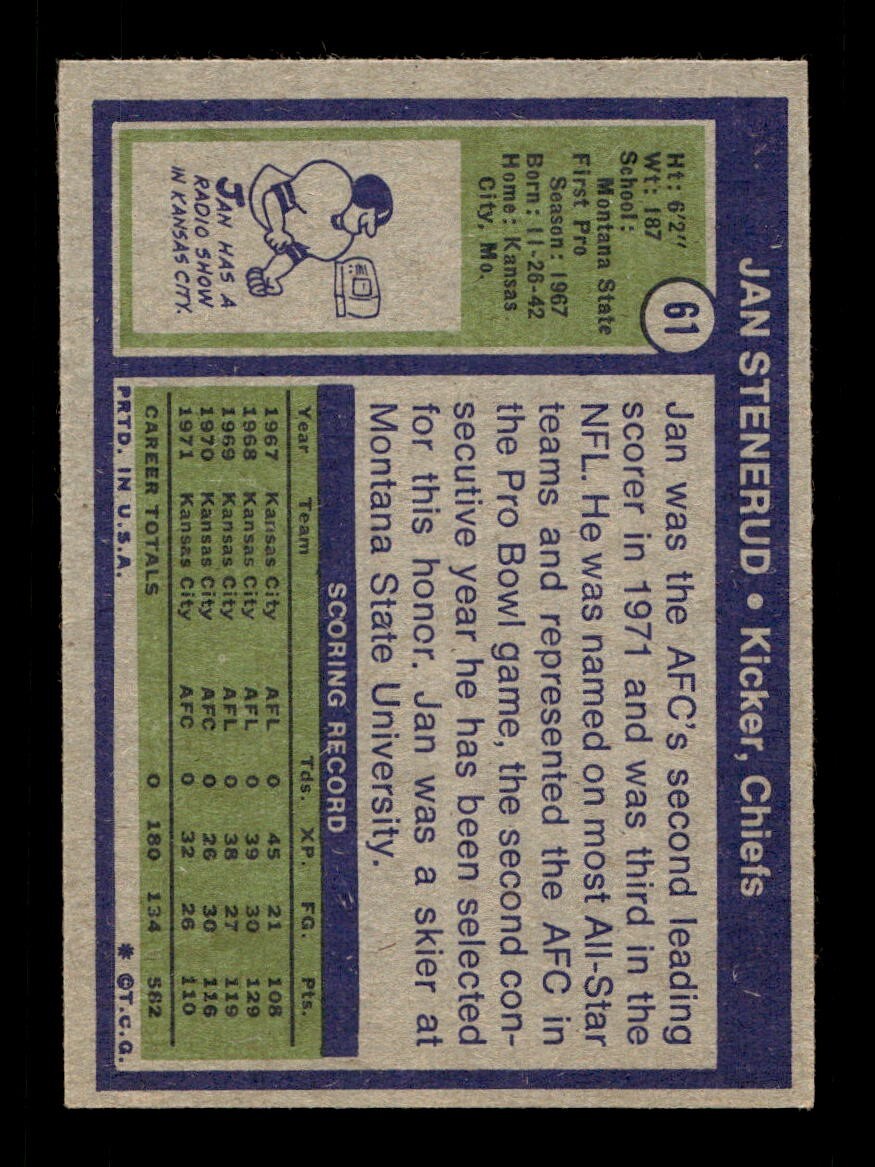 JAN STENERUD • Kicker, Chiefs
61
Ht: 6'2"
Wt: 187
School:
Montana State
First Pro
Season: 1967
Born: 11-26-42
Home: Kansas
City, Mo.
JAN HAS A
RADIO SHOW
IN KANSAS CITY.
Jan was the AFC's second leading
scorer in 1971 and was third in the
NFL. He was named on most All-Star
teams and represented the AFC in
the Pro Bowl game, the second con-
secutive year he has been selected
for this honor. Jan was a skier at
Montana State University.
SCORING RECORD
Year Team Tds. XP. FG. Pts.
1967 Kansas City AFL 0 45 21 108
1968 Kansas City AFL 0 39 30 129
1969 Kansas City AFL 0 38 27 119
1970 Kansas City AFC 0 26 30 116
1971 Kansas City AFC 0 32 26 110
CAREER TOTALS 0 180 134 582
PRTD. IN U.S.A. * ©T.C.G.